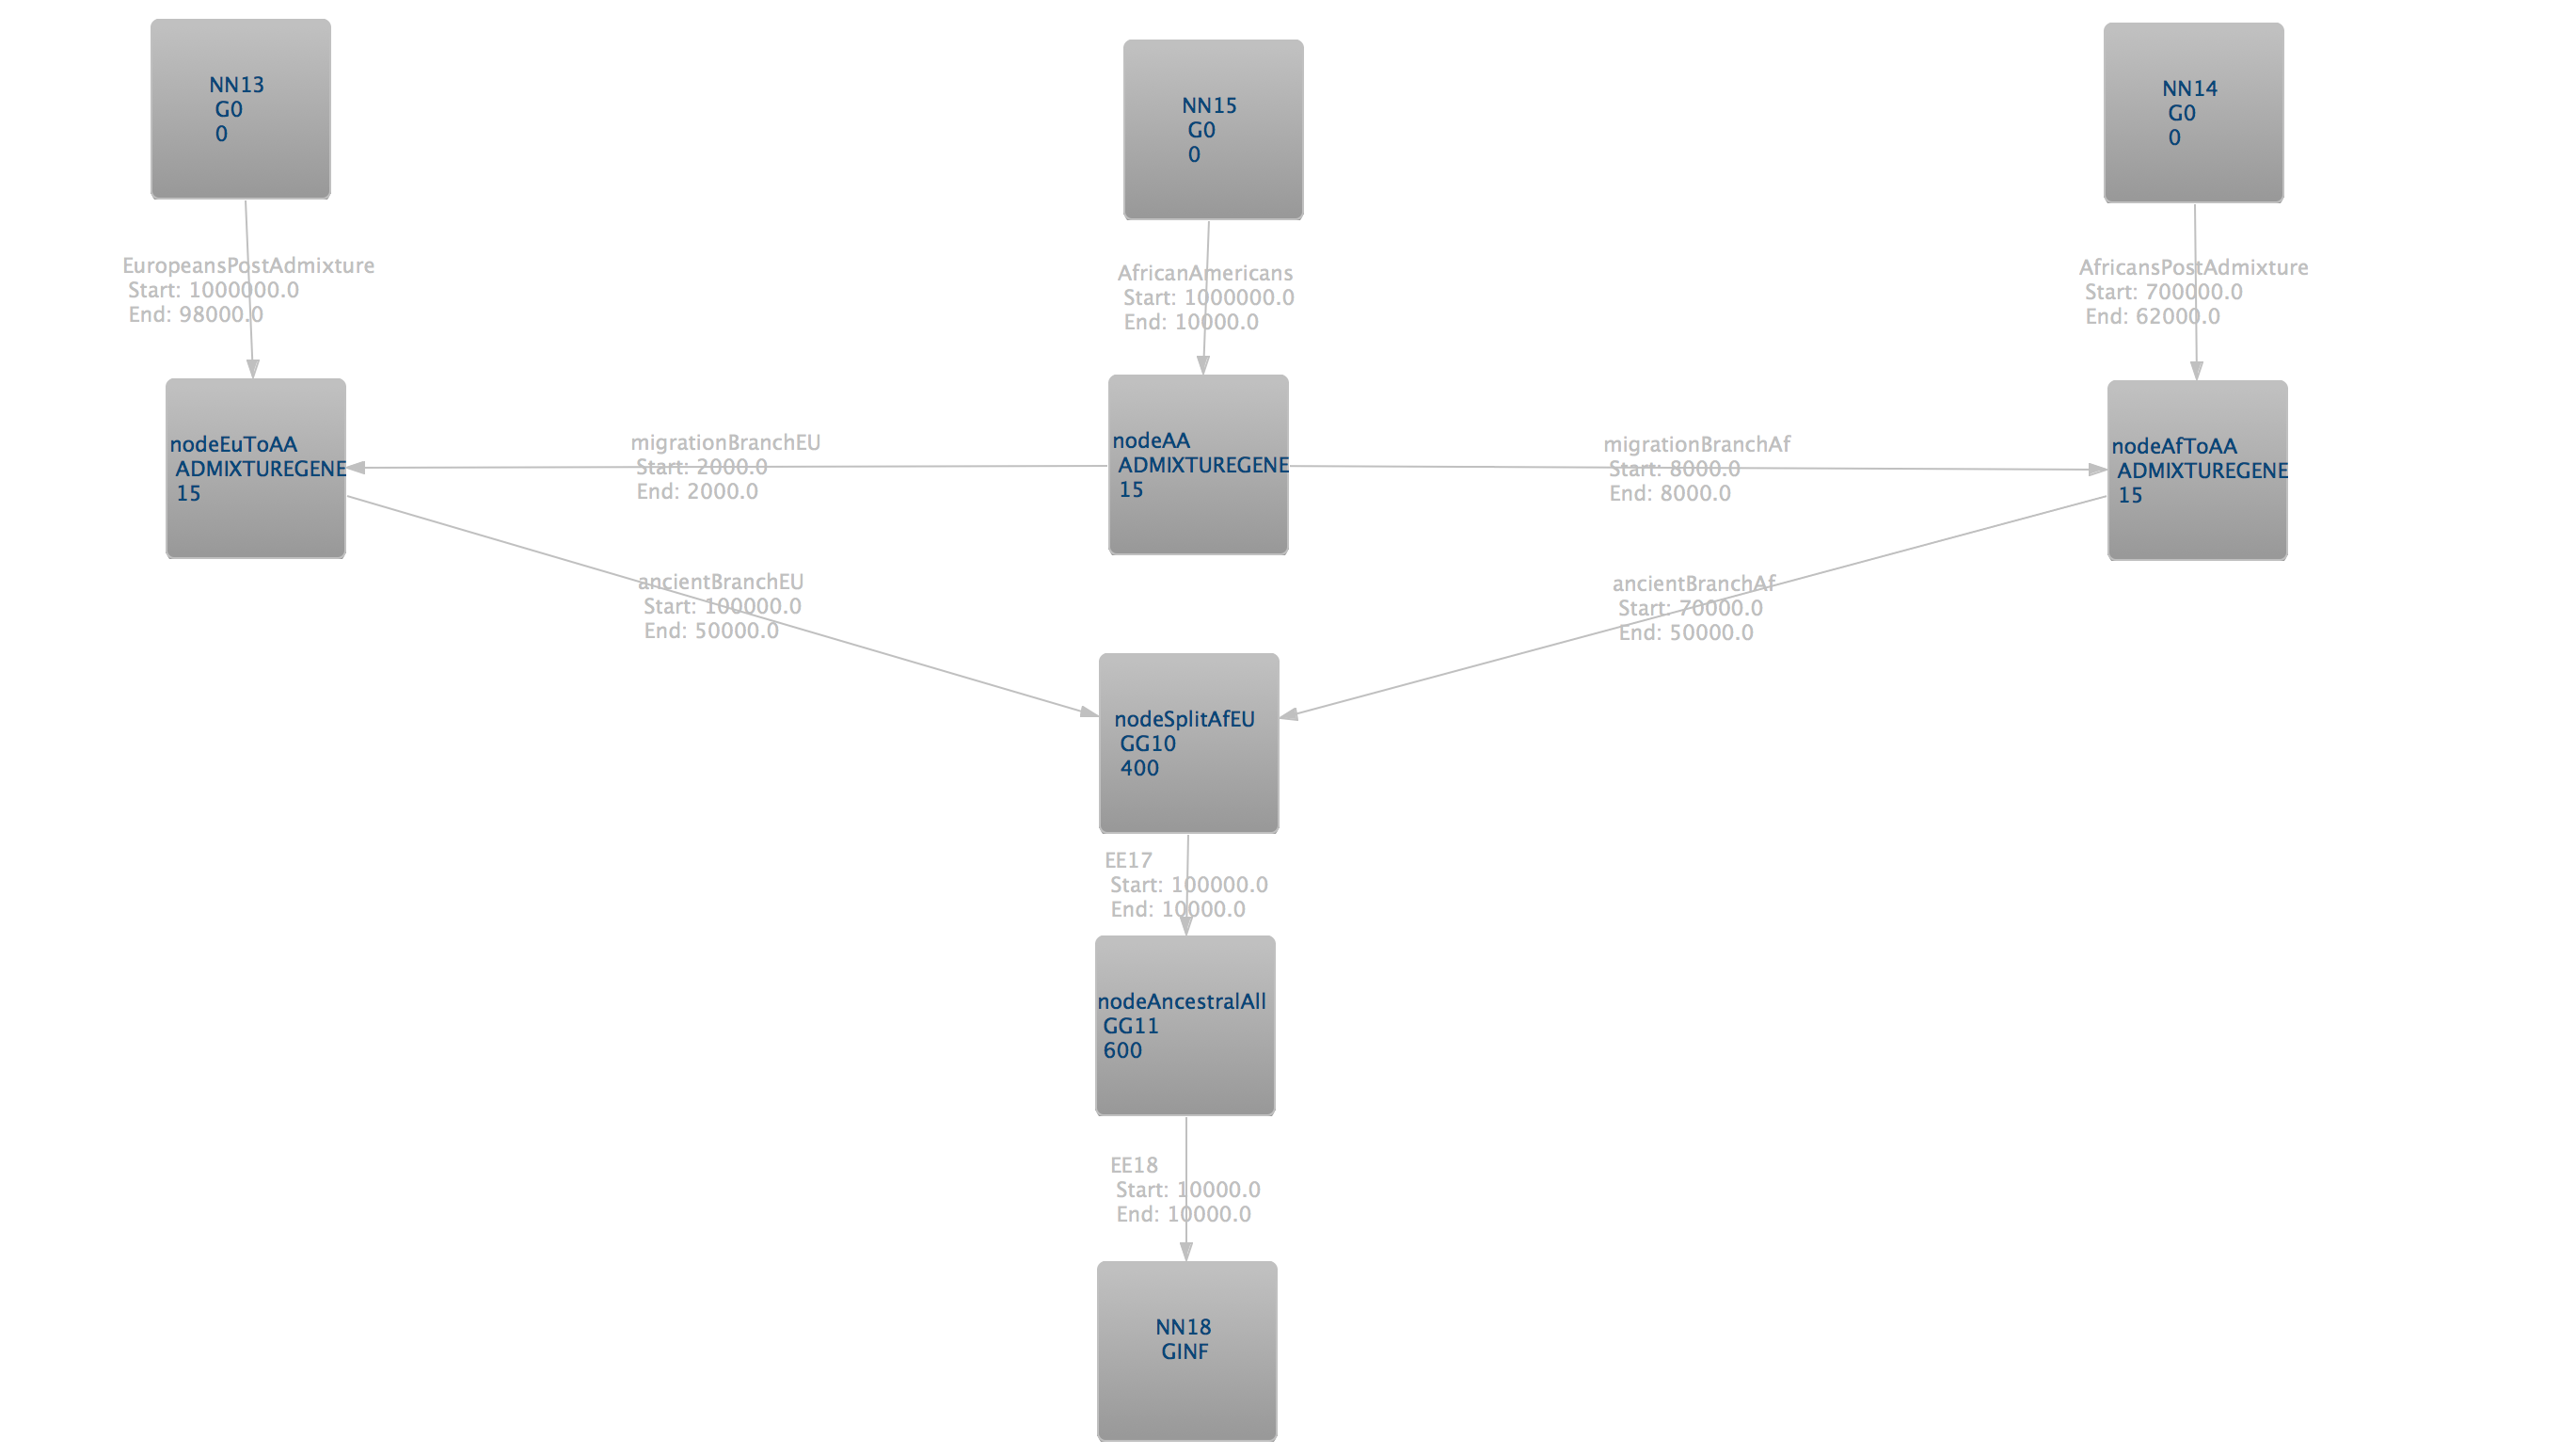 NN13
G0
0
NN15
G0
0
NN14
G0
0
EuropeansPostAdmixture
Start: 1000000.0
End: 98000.0
AfricanAmericans
Start: 1000000.0
End: 10000.0
AfricansPostAdmixture
Start: 700000.0
End: 62000.0
nodeEuToAA
ADMIXTUREGENE
15
migrationBranchEU
Start: 2000.0
End: 2000.0
nodeAA
ADMIXTUREGENE
15
migrationBranchAf
Start: 8000.0
End: 8000.0
nodeAfToAA
ADMIXTUREGENE
15
ancientBranchEU
Start: 100000.0
End: 50000.0
ancientBranchAf
Start: 70000.0
End: 50000.0
nodeSplitAfEU
GG10
400
EE17
Start: 100000.0
End: 10000.0
nodeAncestralAll
GG11
600
EE18
Start: 10000.0
End: 10000.0
NN18
GINF